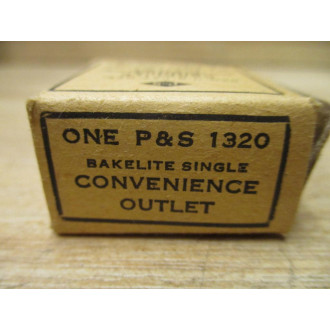 ONE P&S 1320
BAKELITE SINGLE
CONVENIENCE
OUTLET